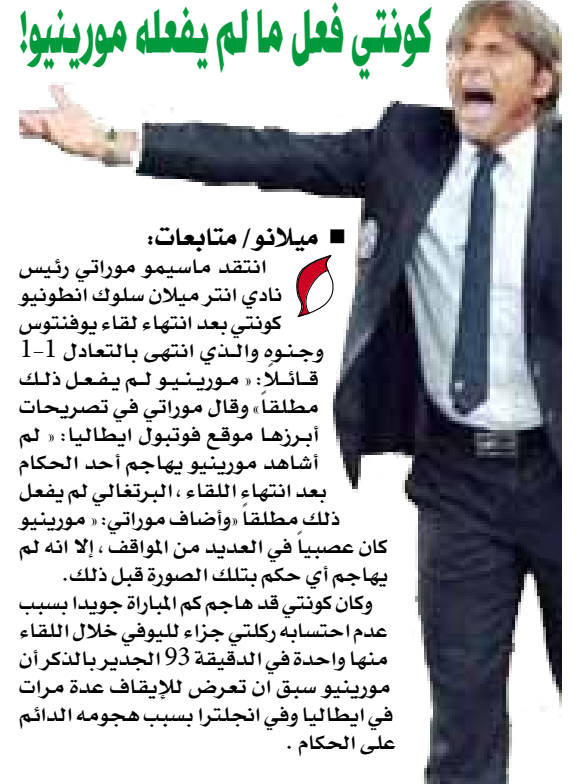 كونتي فعل ما لم يفعله مورينيو!
■ ميلانو/ متابعات:
انتقد ماسيمو موراتي رئيس
نادي انتر ميلان سلوك انطونيو
كونتي بعد انتهاء لقاء يوفنتوس
وجنوه والذي انتهى بالتعادل 1-1
قائلاً: « مورينيو لم يفعل ذلك
مطلقاً» وقال موراتي في تصريحات
أبرزها موقع فوتبول ايطاليا: « لم
أشاهد مورينيو يهاجم أحد الحكام
بعد انتهاء اللقاء ، البرتغالي لم يفعل
ذلك مطلقاً «وأضاف موراتي: « مورينيو
كان عصبياً في العديد من المواقف ، إلا انه لم
يهاجم أي حكم بتلك الصورة قبل ذلك.
وكان كونتي قد هاجم كم المباراة جويدا بسبب
عدم احتسابه ركلتي جزاء لليوفي خلال اللقاء
منها واحدة في الدقيقة 93 الجدير بالذكر أن
مورينيو سبق ان تعرض للإيقاف عدة مرات
في ايطاليا وفي انجلترا بسبب هجومه الدائم
على الحكام .